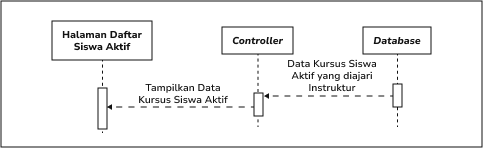 Halaman Daftar
Siswa Aktif
Controller
Database
Data Kursus Siswa
Aktif yang diajari
Instruktur
Tampilkan Data
Kursus Siswa Aktif